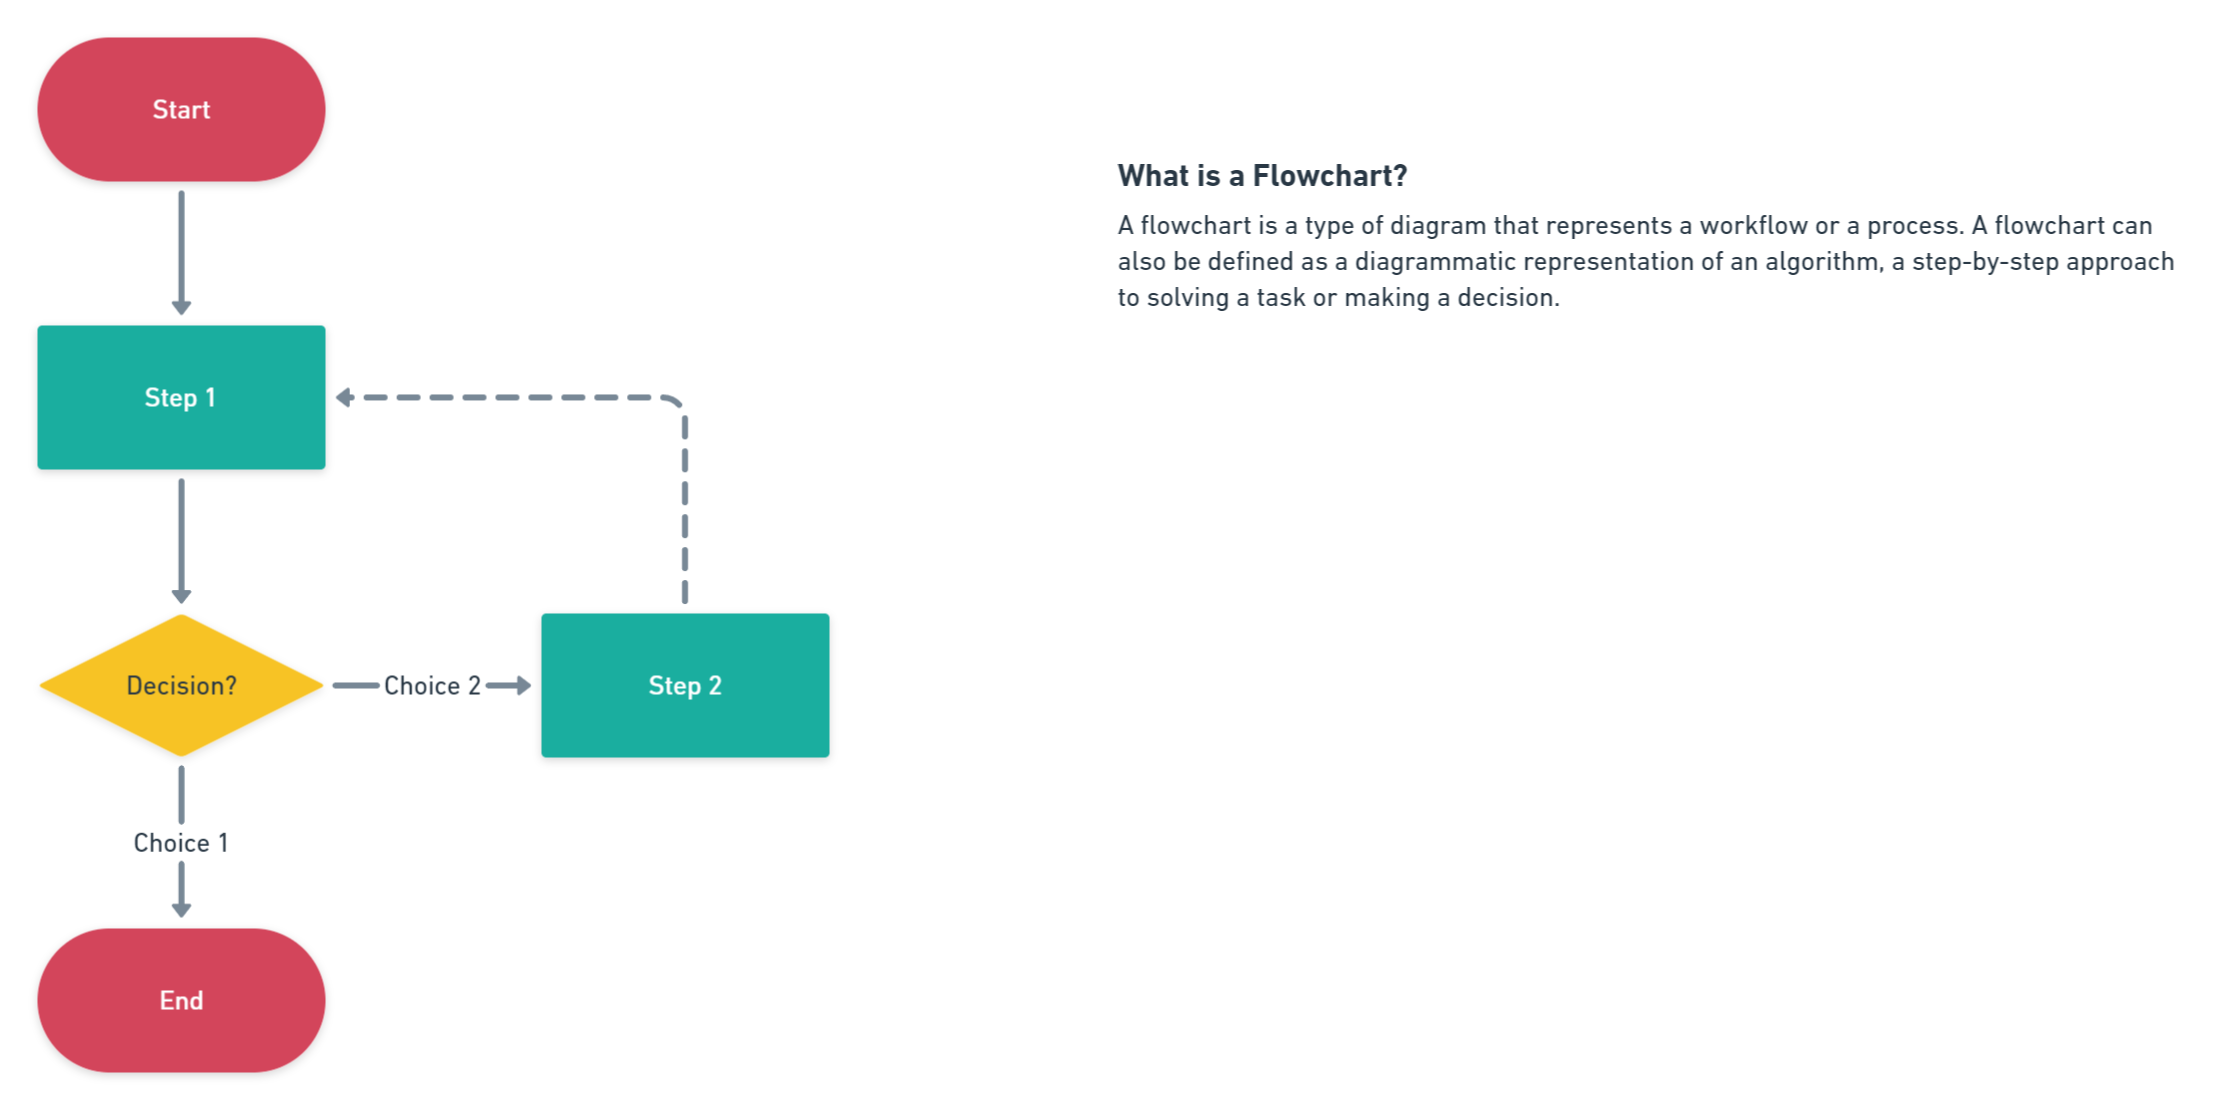 Start
Step 1
Decision?
Choice 2
Step 2
Choice 1
End
What is a Flowchart?
A flowchart is a type of diagram that represents a workflow or a process. A flowchart can
also be defined as a diagrammatic representation of an algorithm, a step-by-step approach
to solving a task or making a decision.